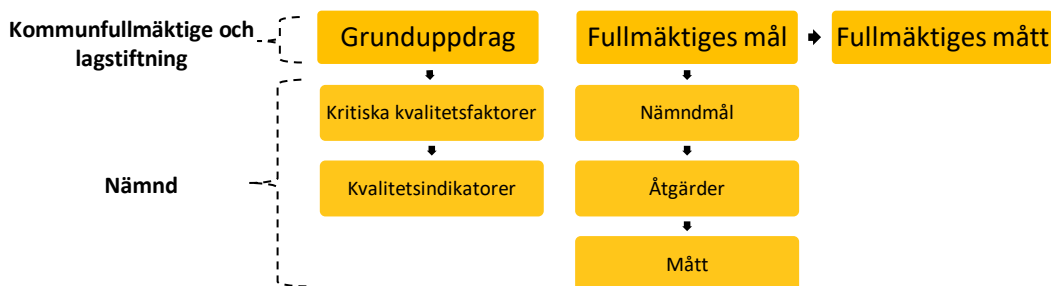 Kommunfullmäktige och
lagstiftning
Grunduppdrag
Fullmäktiges mål
Fullmäktiges mått
Nämnd
Kritiska kvalitetsfaktorer
Nämndmål
Kvalitetsindikatorer
Åtgärder
Mått